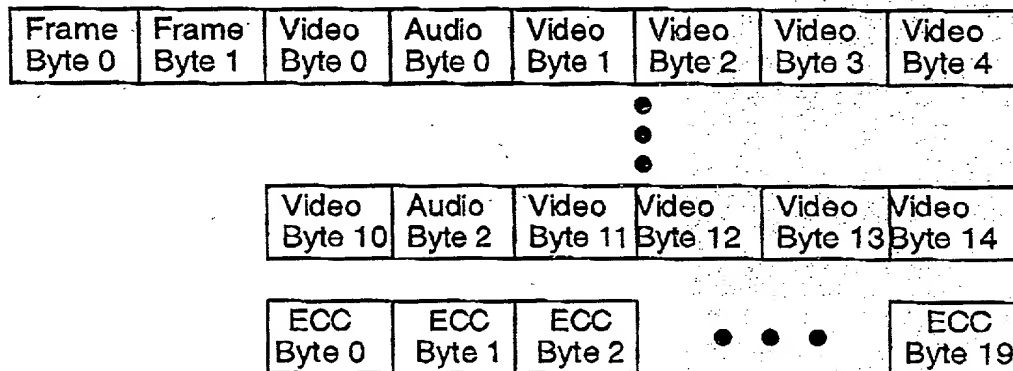 Frame Frame Video Audio Video Video Video Video
Byte 0 Byte 1 Byte 0 Byte 0 Byte 1 Byte 2 Byte 3 Byte 4
Video Audio Video Video Video Video
Byte 10 Byte 2 Byte 11 Byte 12 Byte 13 Byte 14
ECC ECC ECC ECC
Byte 0 Byte 1 Byte 2 Byte 19